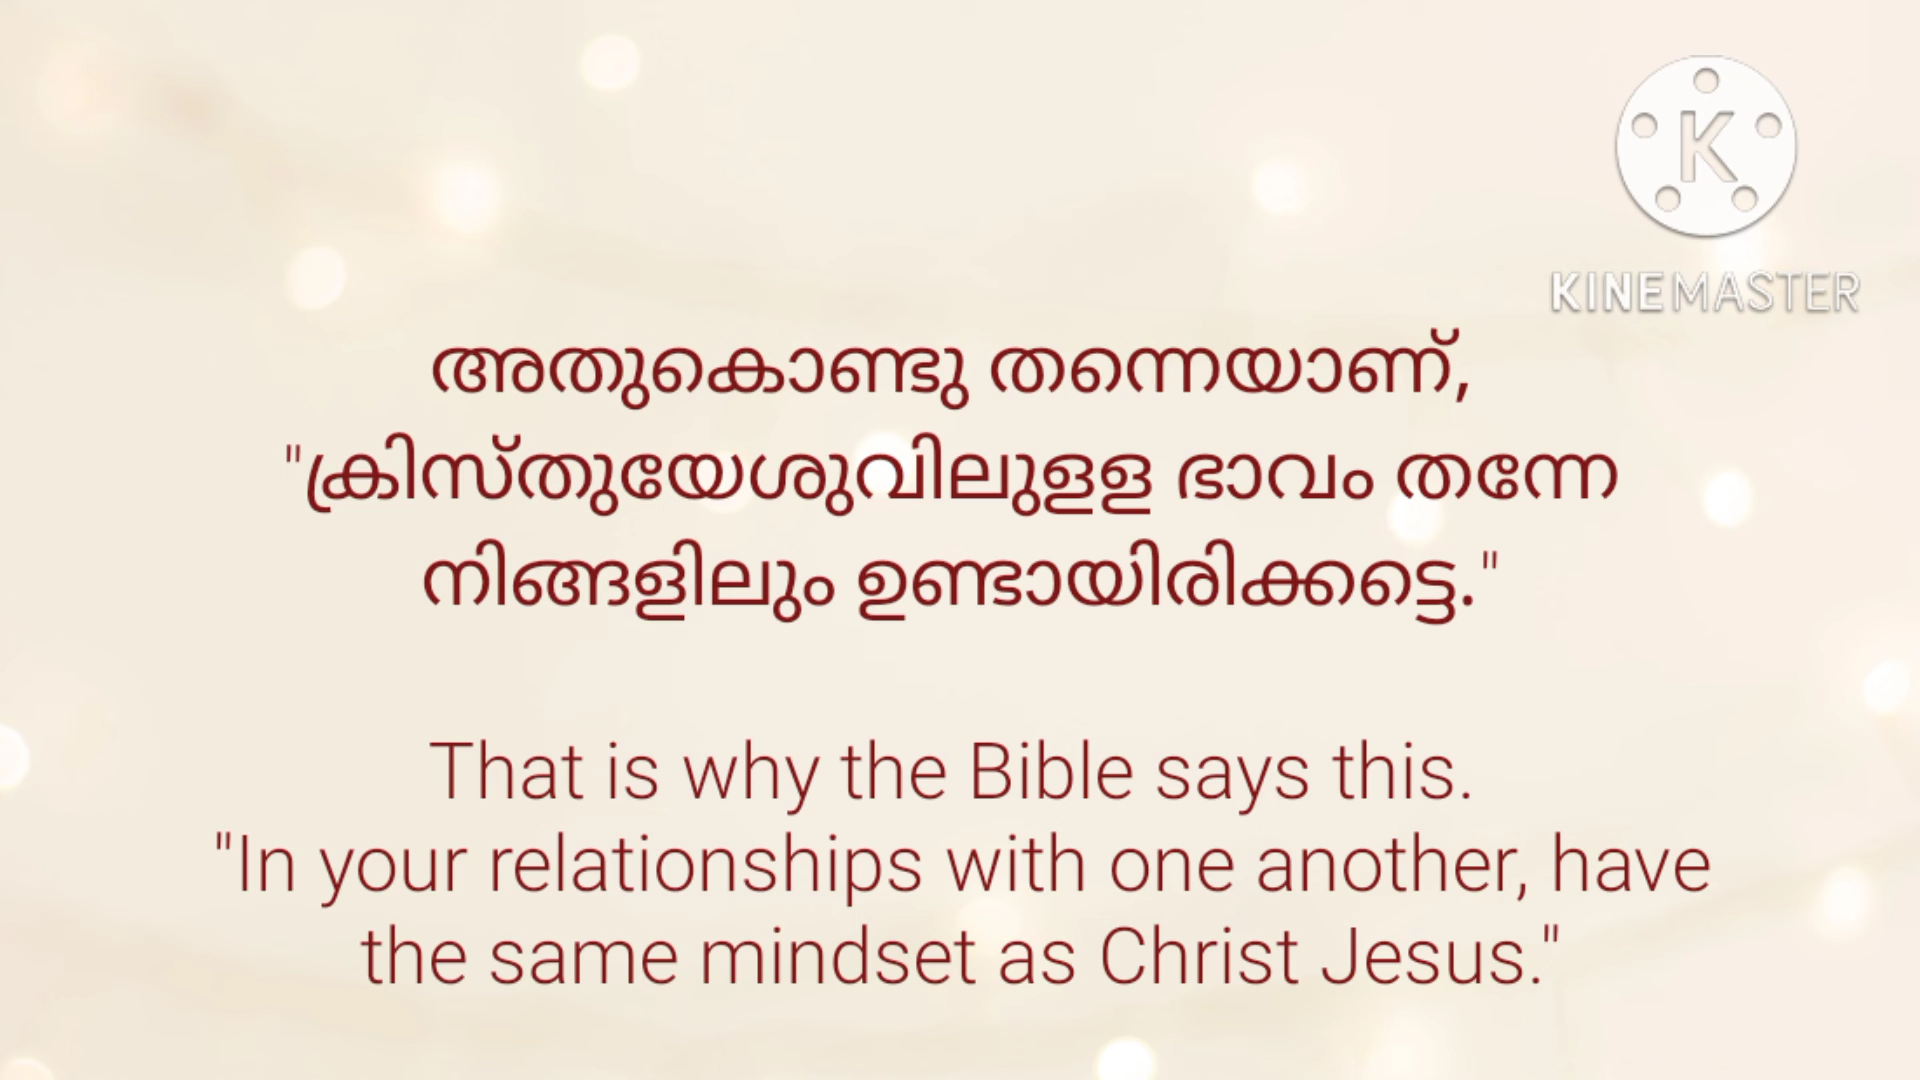 KINEMASTER
അതുകൊണ്ടു തന്നെയാണ്,
"ക്രിസ്തുയേശുവിലുളള ഭാവം തന്നേ
നിങ്ങളിലും ഉണ്ടായിരിക്കട്ടെ."
That is why the Bible says this.
"In your relationships with one another, have
the same mindset as Christ Jesus."